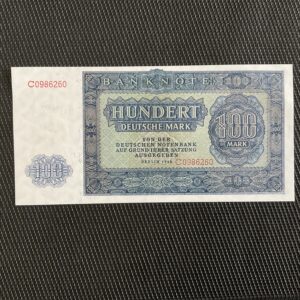 BANKNOTE
C0986260
HUNDERT
DEUTSCHE MARK
100
MARK
VON DER
DEUTSCHEN NOTENBANK
AUF GRUND IHRER SATZUNG
AUSGEGEBEN
BERLIN 1948
C0986260
100